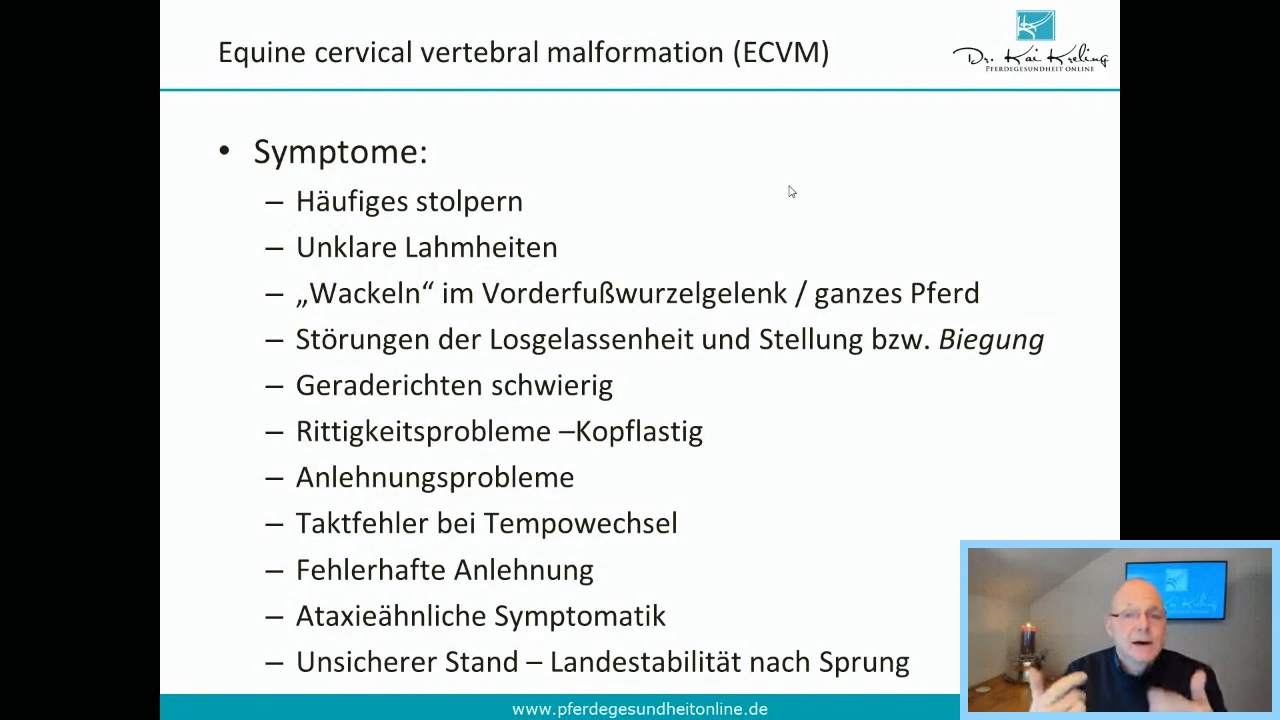 Equine cervical vertebral malformation (ECVM)
Dr. Kai Kreling
PFERDEGESUNDHEIT ONLINE
• Symptome:
– Häufiges stolpern
– Unklare Lahmheiten
– „Wackeln“ im Vorderfußwurzelgelenk / ganzes Pferd
– Störungen der Losgelassenheit und Stellung bzw. Biegung
– Geraderichten schwierig
– Rittigkeitsprobleme –Kopflastig
– Anlehnungsprobleme
– Taktfehler bei Tempowechsel
– Fehlerhafte Anlehnung
– Ataxieähnliche Symptomatik
– Unsicherer Stand – Landestabilität nach Sprung
www.pferdegesundheitonline.de